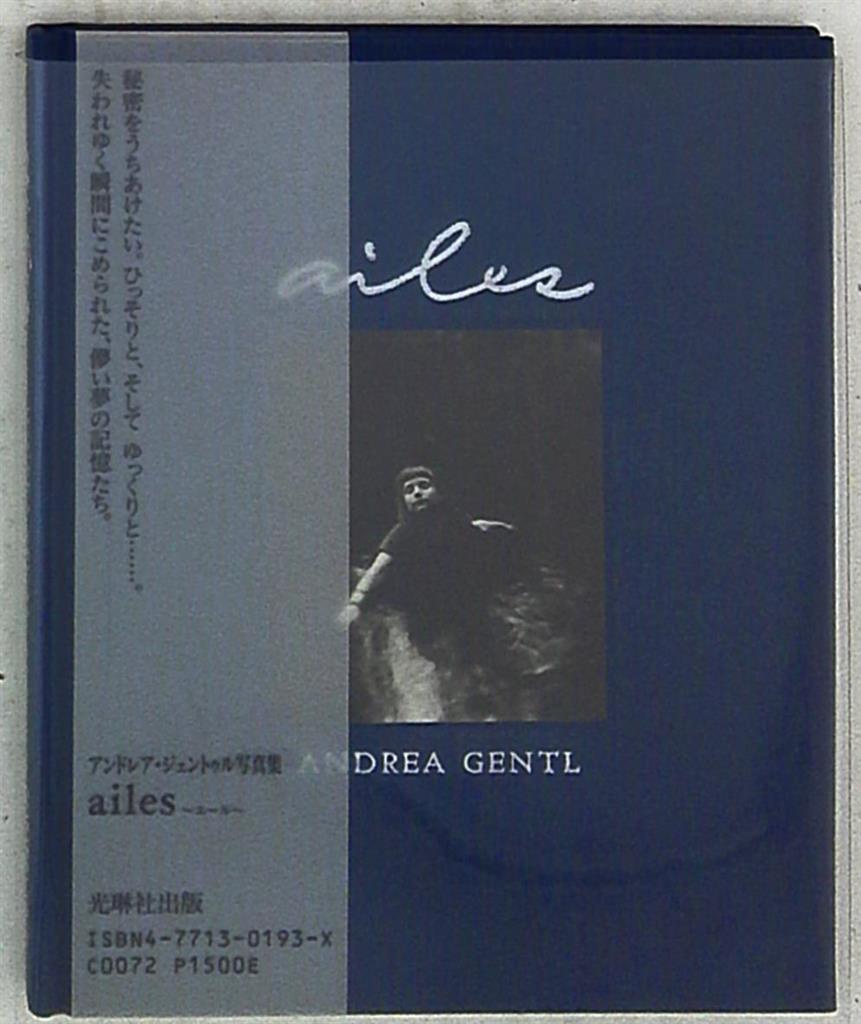 秘密をうちあけたい。ひっそりと、そして ゆっくりと……。
失われゆく瞬間にこめられた、儚い夢の記憶たち。
ailes
ANDREA GENTL
アンドレア・ジェントゥル写真集
ailes ～エール～
光琳社出版
ISBN4-7713-0193-X
C0072 P1500E